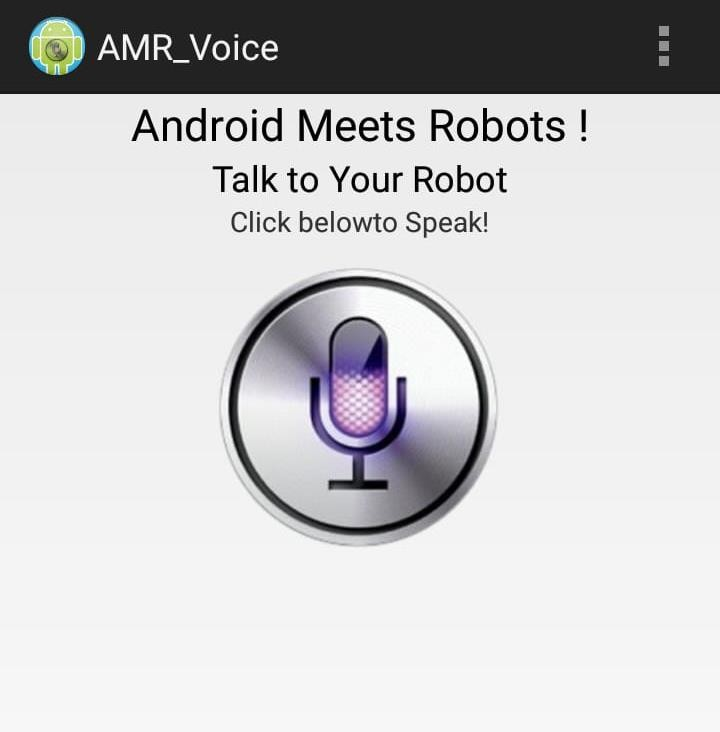 AMR_Voice
Android Meets Robots !
Talk to Your Robot
Click belowto Speak!